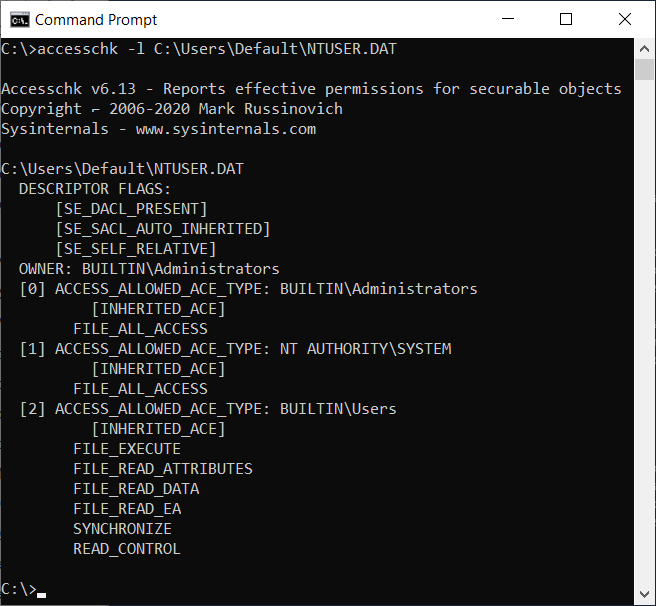 Command Prompt
C:\>accesschk -l C:\Users\Default\NTUSER.DAT
Accesschk v6.13 - Reports effective permissions for securable objects
Copyright ⌐ 2006-2020 Mark Russinovich
Sysinternals - www.sysinternals.com
C:\Users\Default\NTUSER.DAT
DESCRIPTOR FLAGS:
[SE_DACL_PRESENT]
[SE_SACL_AUTO_INHERITED]
[SE_SELF_RELATIVE]
OWNER: BUILTIN\Administrators
[0] ACCESS_ALLOWED_ACE_TYPE: BUILTIN\Administrators
[INHERITED_ACE]
FILE_ALL_ACCESS
[1] ACCESS_ALLOWED_ACE_TYPE: NT AUTHORITY\SYSTEM
[INHERITED_ACE]
FILE_ALL_ACCESS
[2] ACCESS_ALLOWED_ACE_TYPE: BUILTIN\Users
[INHERITED_ACE]
FILE_EXECUTE
FILE_READ_ATTRIBUTES
FILE_READ_DATA
FILE_READ_EA
SYNCHRONIZE
READ_CONTROL
C:\>